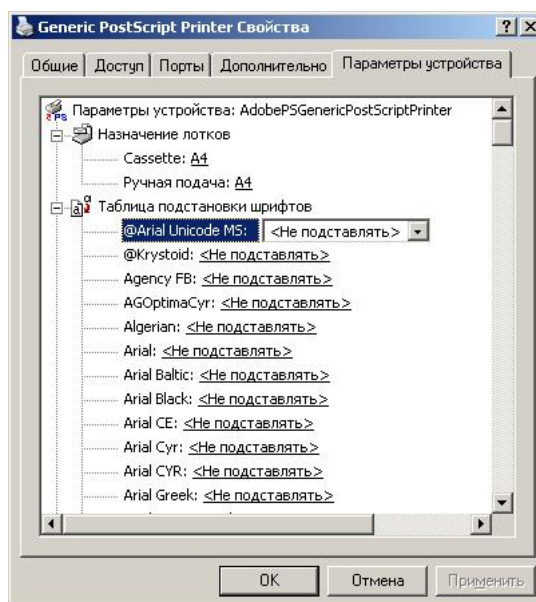 Generic PostScript Printer Свойства
Общие Доступ Порты Дополнительно Параметры устройства
Параметры устройства: AdobePSGenericPostScriptPrinter
Назначение лотков
Cassette: A4
Ручная подача: A4
Таблица подстановки шрифтов
@Arial Unicode MS: <Не подставлять>
@Krystoid: <Не подставлять>
Agency FB: <Не подставлять>
AGOptimaCyr: <Не подставлять>
Algerian: <Не подставлять>
Arial: <Не подставлять>
Arial Baltic: <Не подставлять>
Arial Black: <Не подставлять>
Arial CE: <Не подставлять>
Arial Cyr: <Не подставлять>
Arial CYR: <Не подставлять>
Arial Greek: <Не подставлять>
OK Отмена Применить